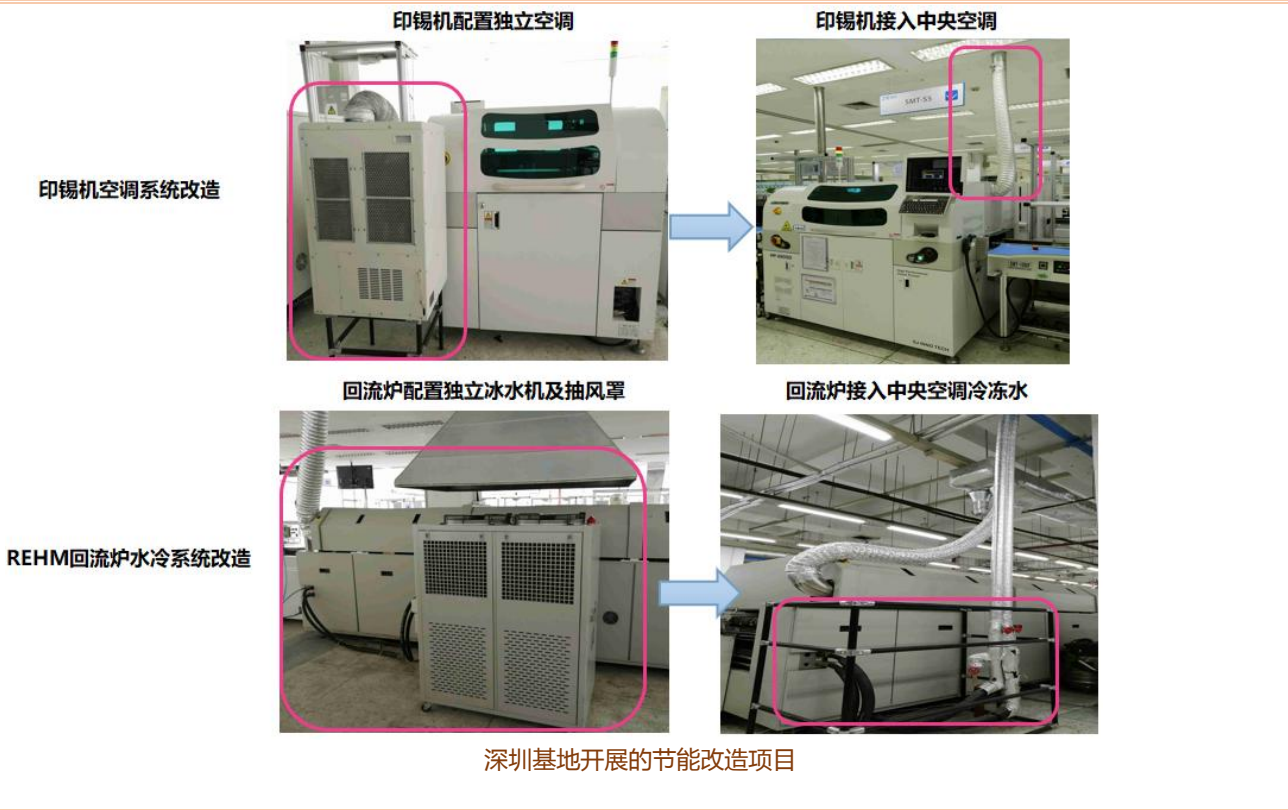 印锡机配置独立空调
印锡机接入中央空调
SMT-S5
印锡机空调系统改造
回流炉配置独立冰水机及抽风罩
回流炉接入中央空调冷冻水
REHM回流炉水冷系统改造
深圳基地开展的节能改造项目